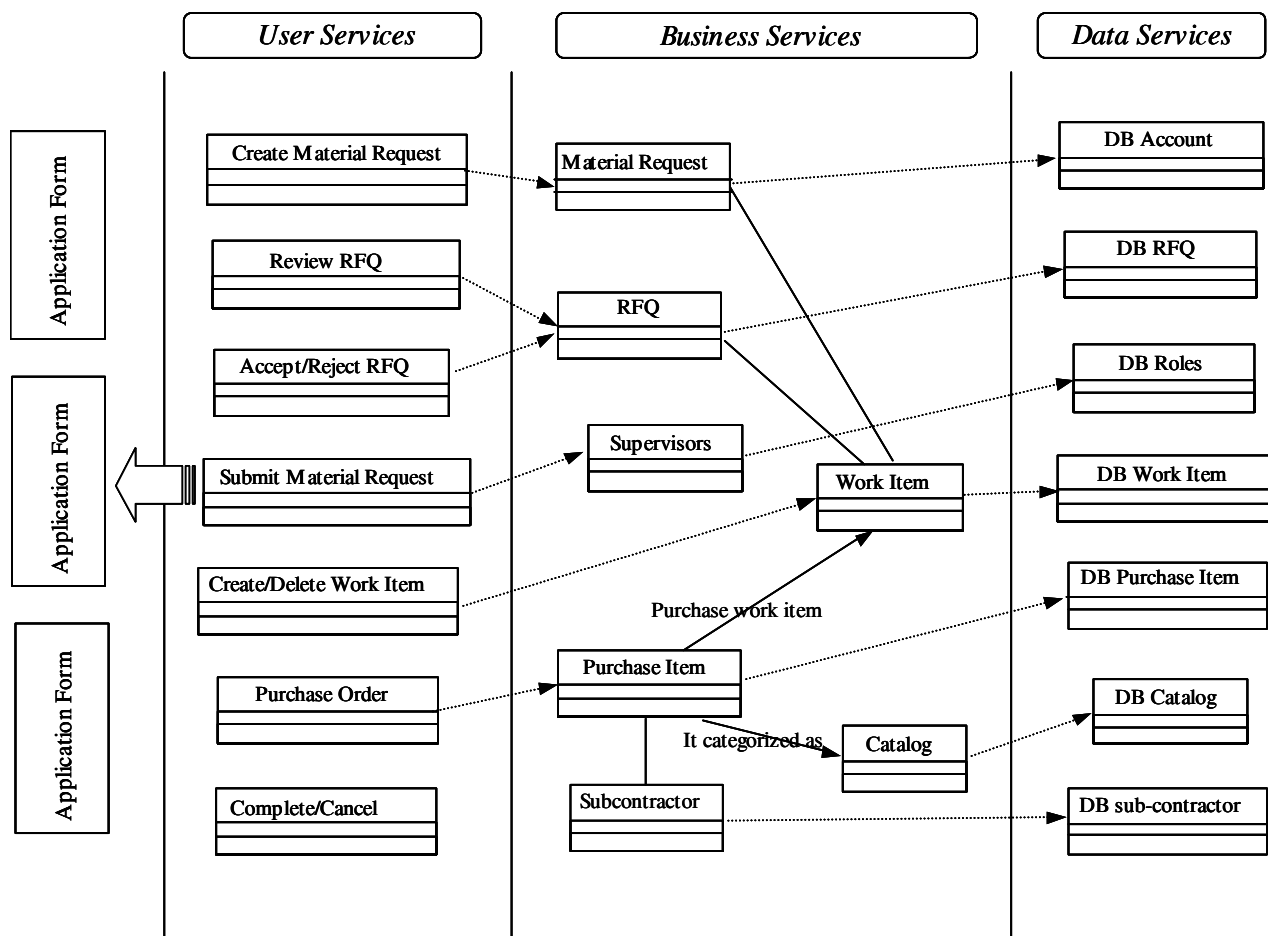 User Services
Business Services
Data Services
Application Form
Application Form
Application Form
Create Material Request
Review RFQ
Accept/Reject RFQ
Submit Material Request
Create/Delete Work Item
Purchase Order
Complete/Cancel
Material Request
RFQ
Supervisors
Work Item
Purchase work item
Purchase Item
It categorized as
Catalog
Subcontractor
DB Account
DB RFQ
DB Roles
DB Work Item
DB Purchase Item
DB Catalog
DB sub-contractor